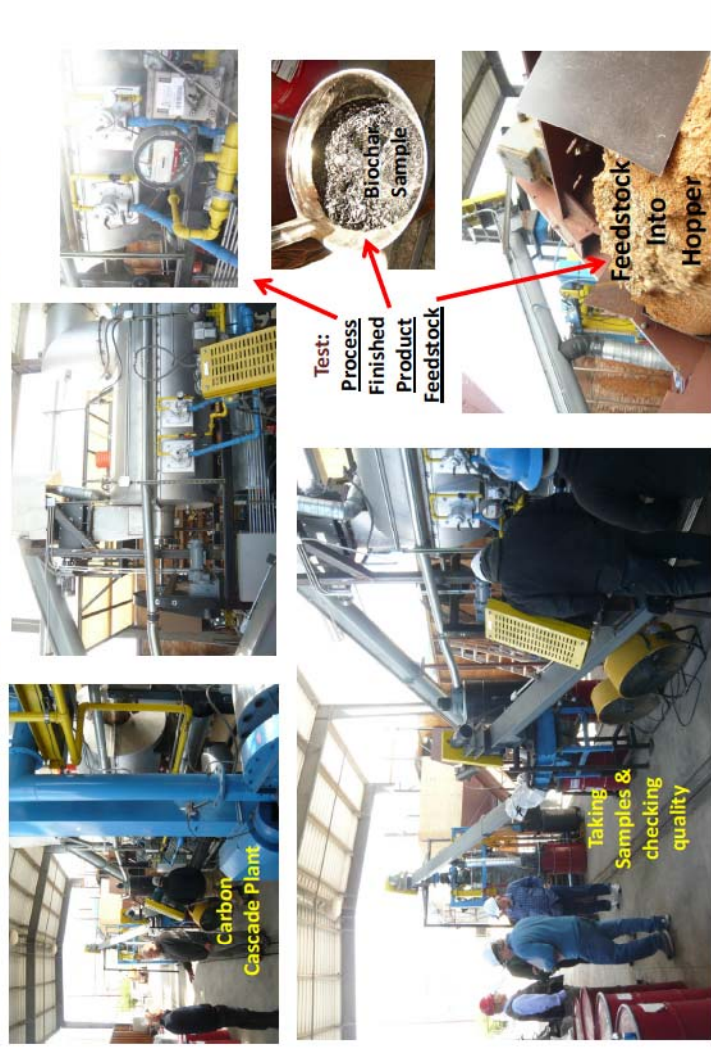 Carbon
Cascade Plant
Test:
Process
Finished
Product
Feedstock
Biochar
Sample
Taking
Samples &
checking
quality
Feedstock
Into
Hopper